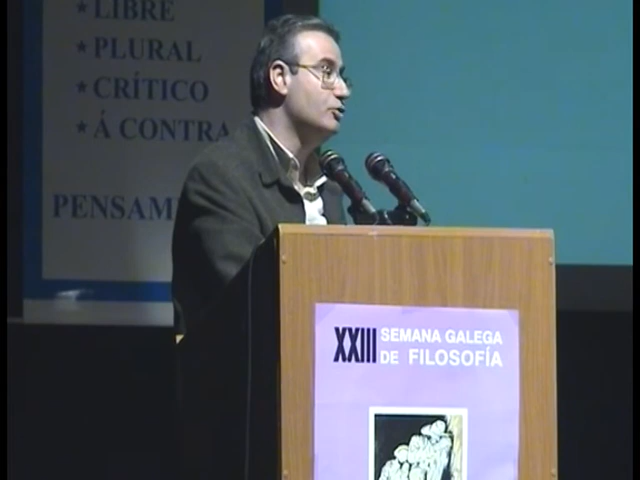 ★ LIBRE
★ PLURAL
★ CRÍTICO
★ Á CONTRA
PENSAM
XXIII SEMANA GALEGA
DE FILOSOFÍA